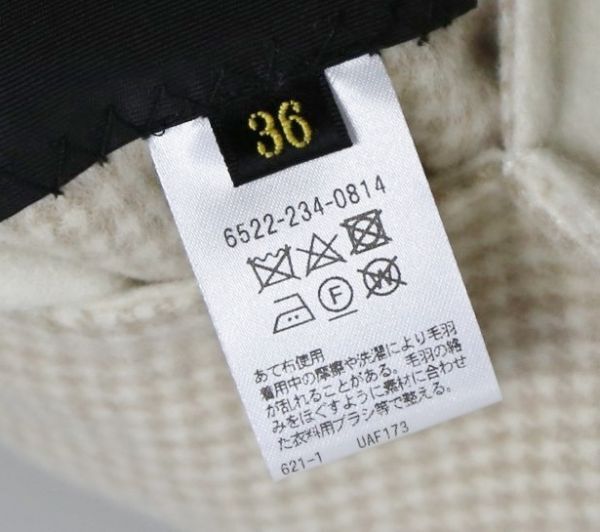 36
6522-234-0814
F
W
あて布使用
着用中の摩擦や洗濯により毛羽
が乱れることがある。毛羽の絡
みをほぐすように素材に合わせ
た衣料用ブラシ等で整える。
621-1 UAF173